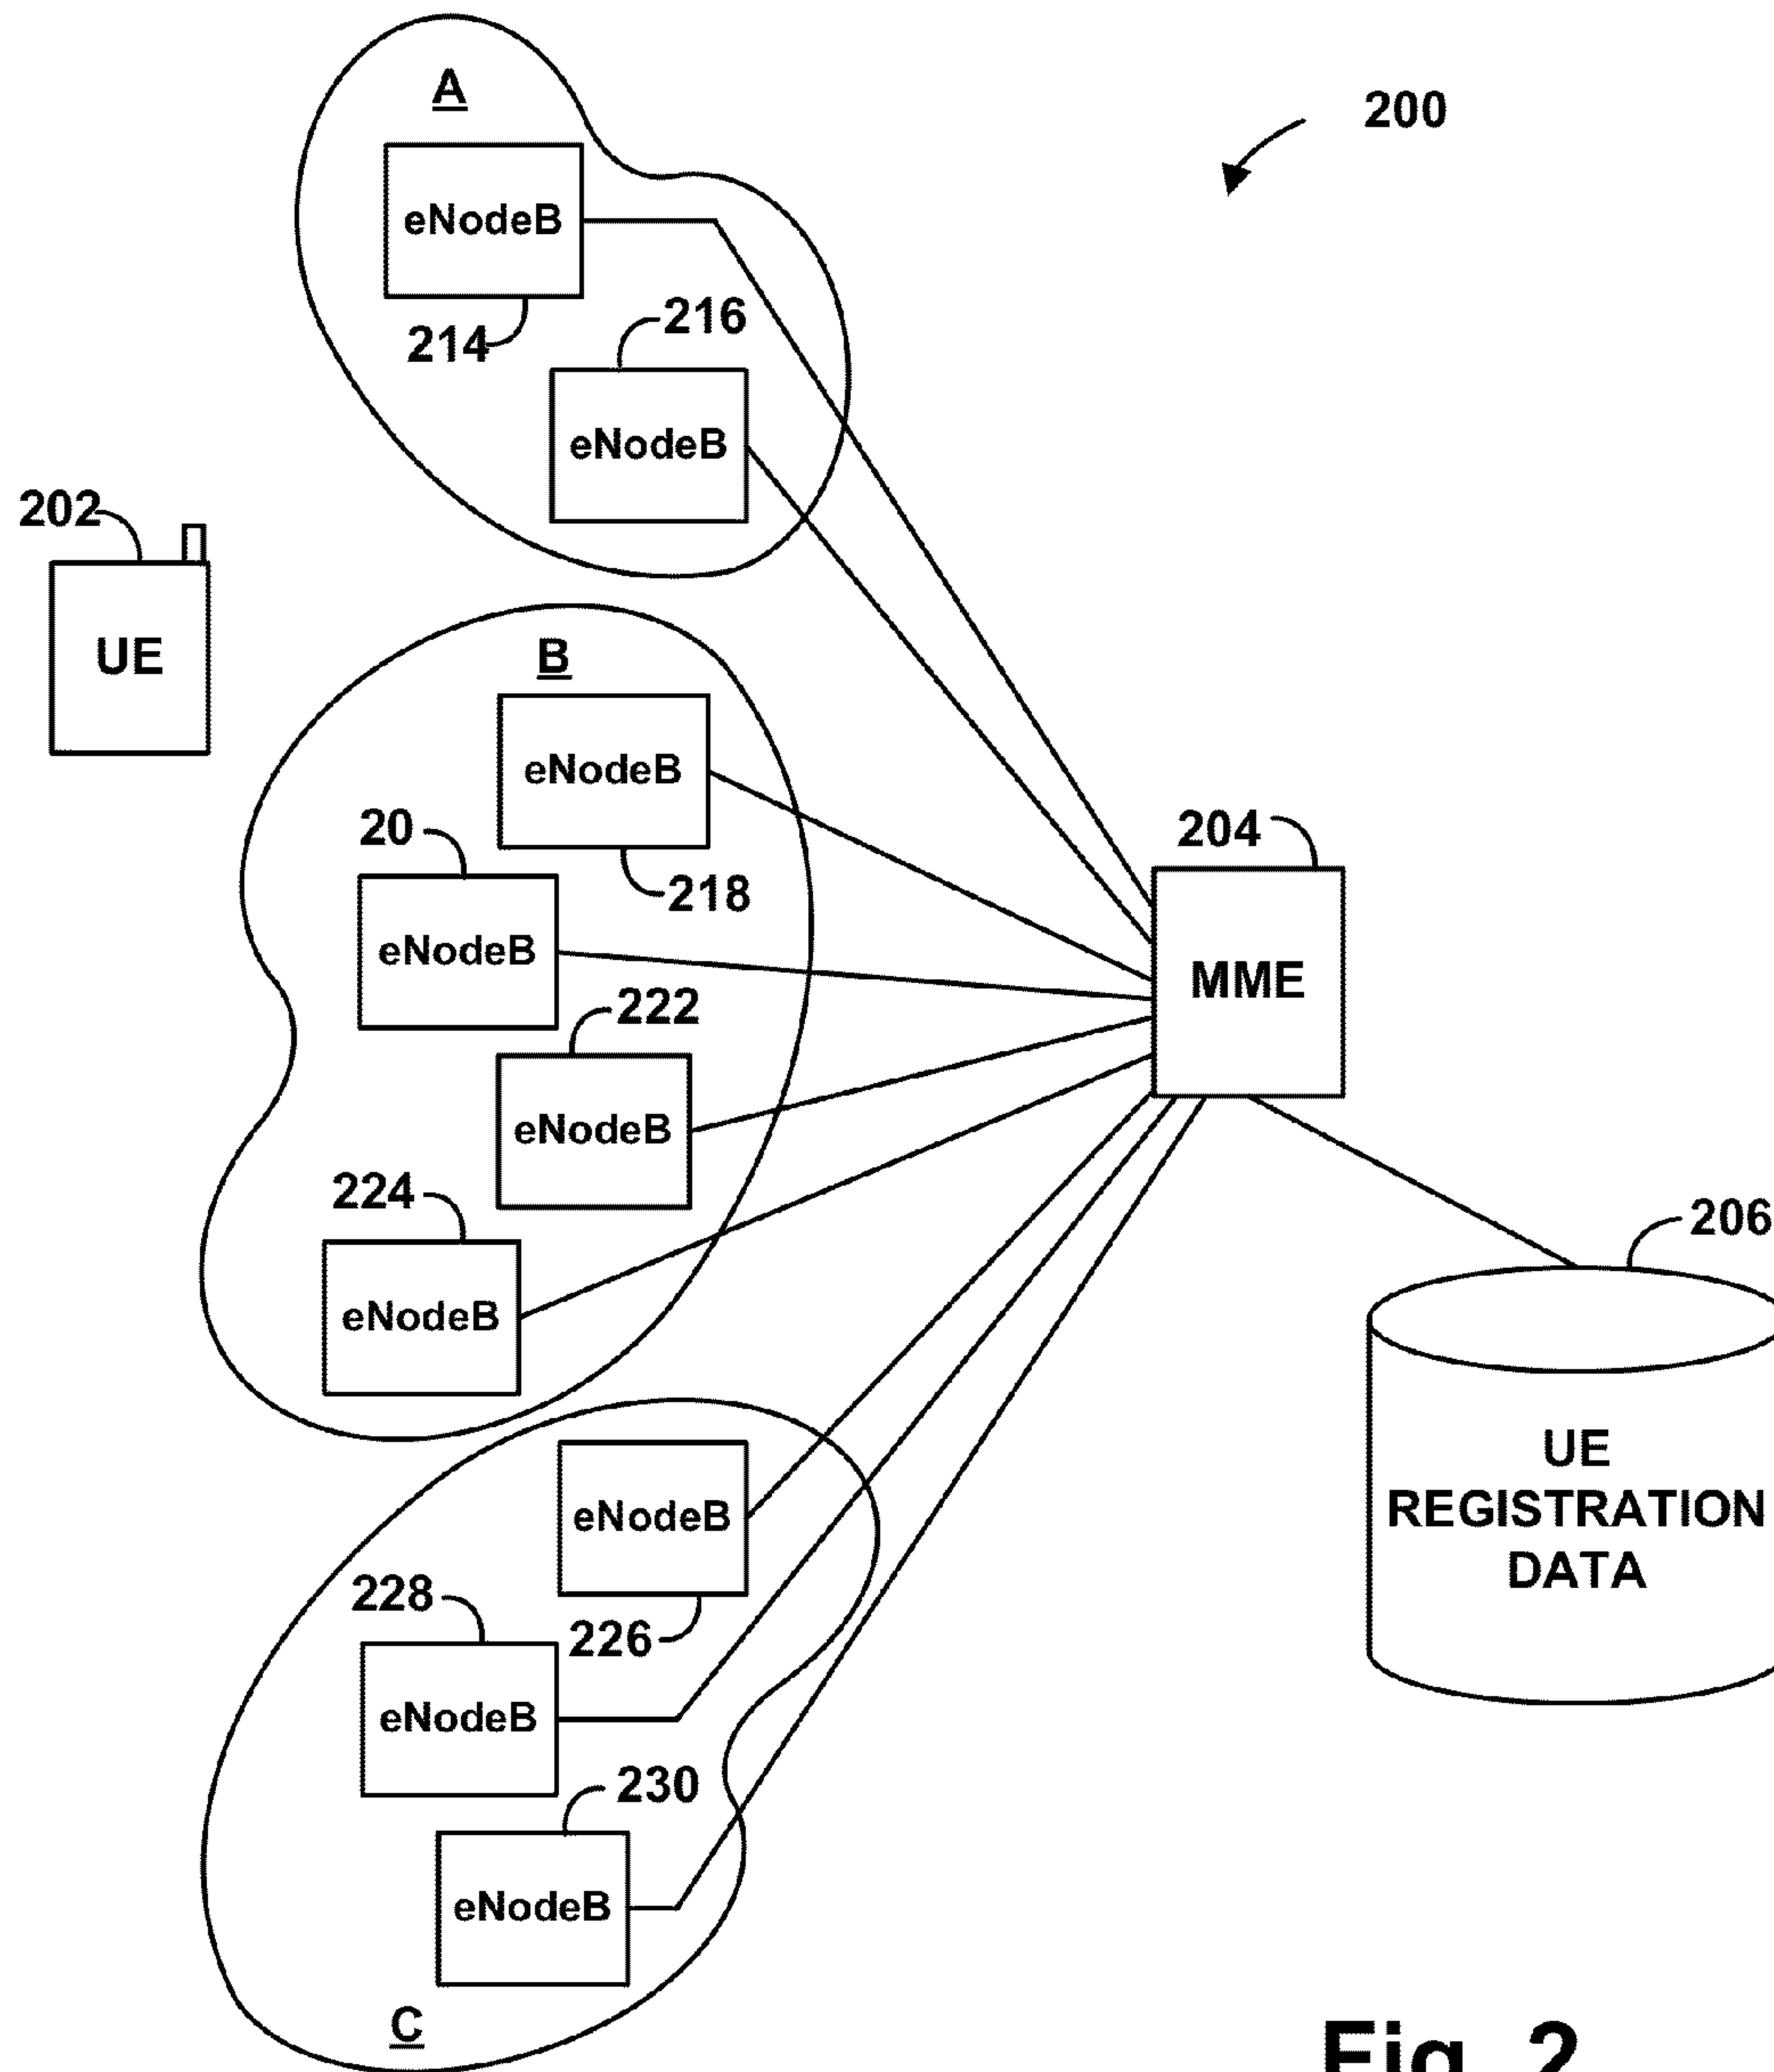 A
200
eNodeB
214
216
eNodeB
202
UE
B
eNodeB
20
218
204
eNodeB
MME
222
eNodeB
224
206
eNodeB
UE
REGISTRATION
DATA
eNodeB
228
226
eNodeB
230
eNodeB
C
Fig. 2